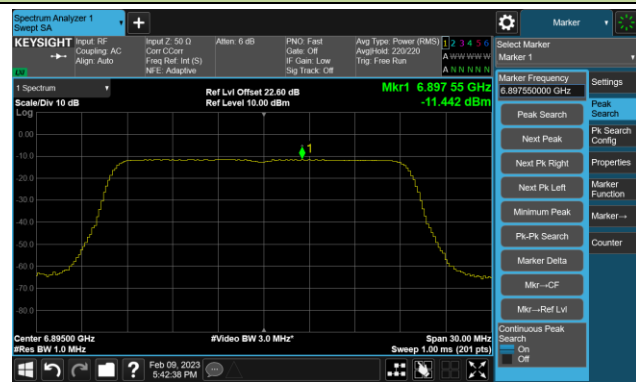 Spectrum Analyzer 1
Swept SA
Marker
KEYSIGHT
Input: RF
Coupling: AC
Align: Auto
Input Z: 50 Ω
Corr CCorr
Freq Ref: Int (S)
NFE: Adaptive
Atten: 6 dB
PNO: Fast
Gate: Off
IF Gain: Low
Sig Track: Off
Avg Type: Power (RMS)
Avg|Hold: 220/220
Trig: Free Run
1 2 3 4 5 6
A W W W W W
A N N N N N
LW
Select Marker
Marker 1
1 Spectrum
Scale/Div 10 dB
Log
Ref Lvl Offset 22.60 dB
Ref Level 10.00 dBm
Mkr1 6.897 55 GHz
-11.442 dBm
0.00
-10.0
-20.0
-30.0
-40.0
-50.0
-60.0
-70.0
-80.0
1
Center 6.89500 GHz
#Res BW 1.0 MHz
#Video BW 3.0 MHz*
Span 30.00 MHz
Sweep 1.00 ms (201 pts)
Marker Frequency
6.897550000 GHz
Peak Search
Next Peak
Next Pk Right
Next Pk Left
Minimum Peak
Pk-Pk Search
Marker Delta
Mkr→CF
Mkr→Ref Lvl
Continuous Peak
Search
On
Off
Settings
Peak
Search
Pk Search
Config
Properties
Marker
Function
Marker→
Counter
?
Feb 09, 2023
5:42:38 PM